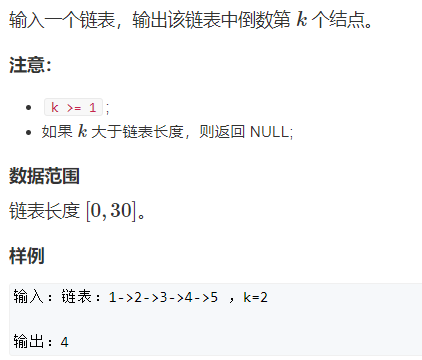 输入一个链表，输出该链表中倒数第 k 个结点。
注意：
k >= 1 ;
如果 k 大于链表长度，则返回 NULL;
数据范围
链表长度 [0, 30]。
样例
输入：链表：1->2->3->4->5 ，k=2
输出：4